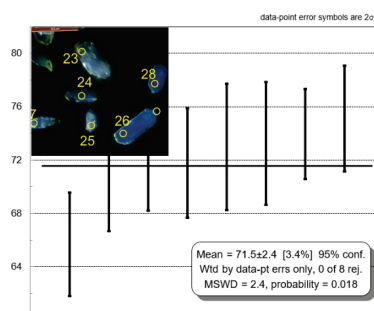 data-point error symbols are 2σ
80
23
28
76
24
7
25
26
72
68
Mean = 71.5±2.4 [3.4%] 95% conf.
Wtd by data-pt errs only, 0 of 8 rej.
64
MSWD = 2.4, probability = 0.018